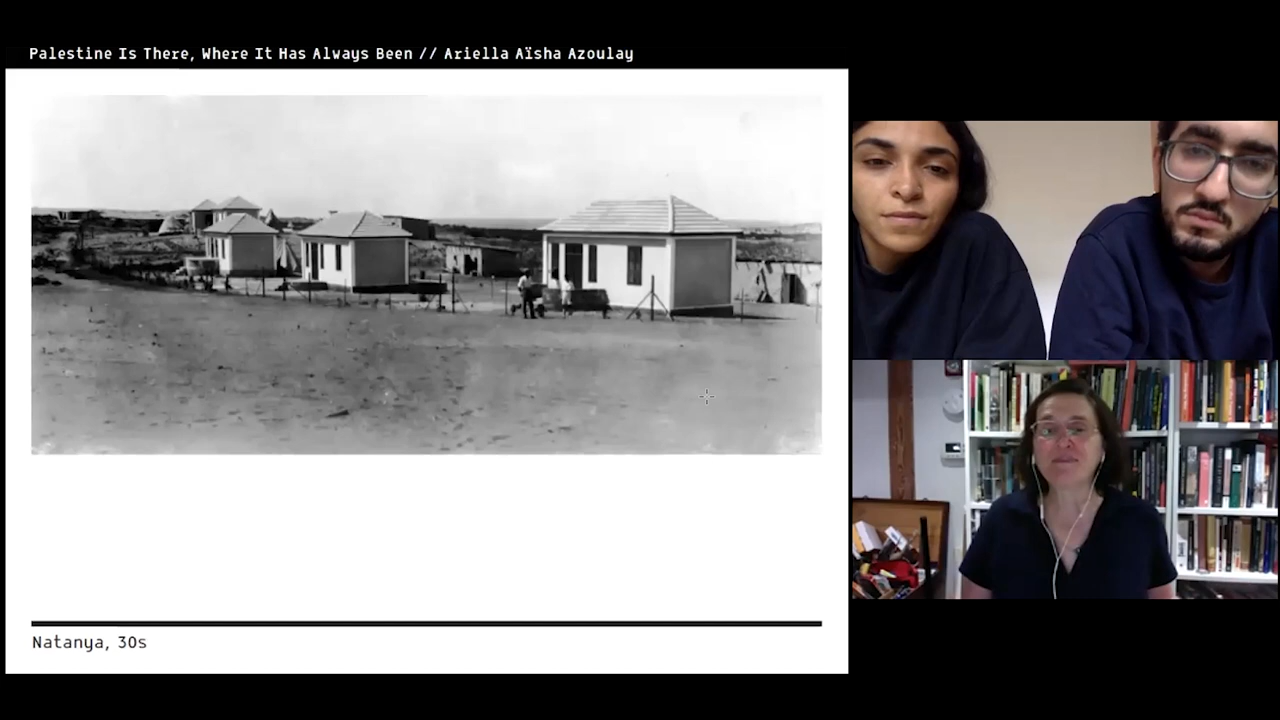 Palestine Is There, Where It Has Always Been // Ariella Aïsha Azoulay
Natanya, 30s